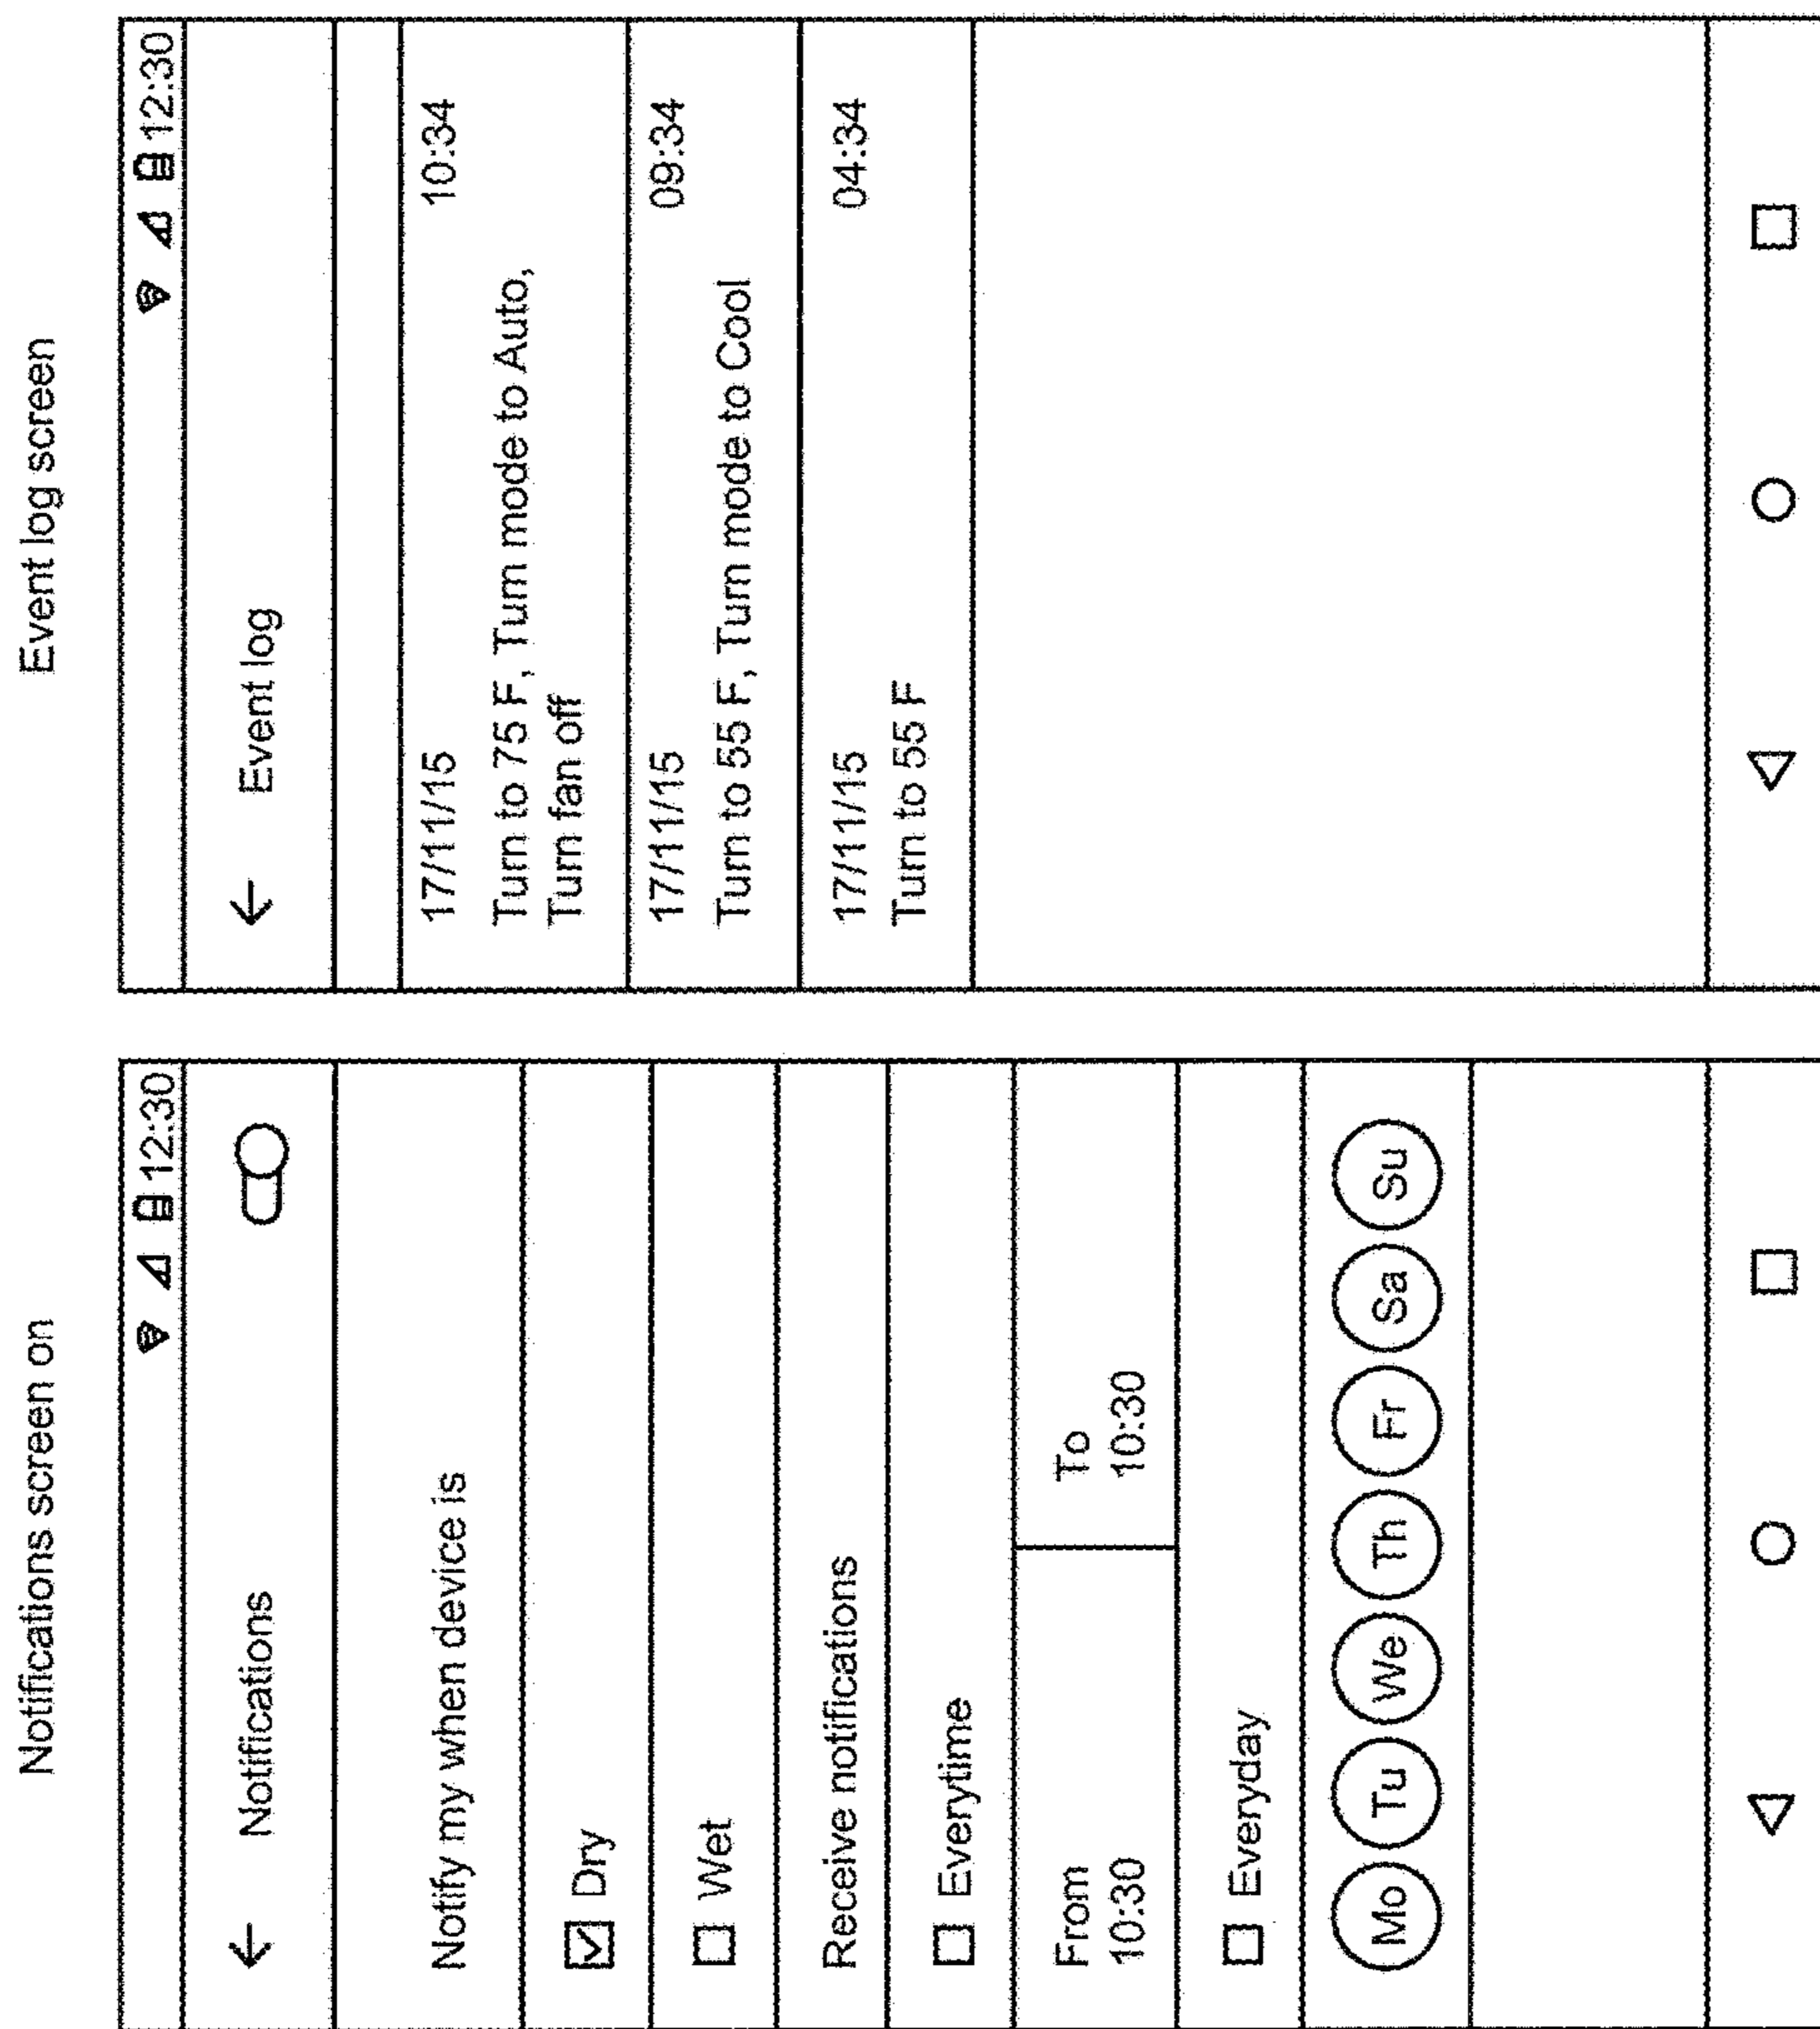 Notifications screen on
12:30
Notifications
Notify my when device is
Dry
Wet
Receive notifications
Everytime
From
10:30
To
10:30
Everyday
Mo Tu We Th Fr Sa Su
Event log screen
12:30
Event log
17/11/15 10:34
Turn to 75 F, Turn mode to Auto,
Turn fan off
17/11/15 09:34
Turn to 55 F, Turn mode to Cool
17/11/15 04:34
Turn to 55 F